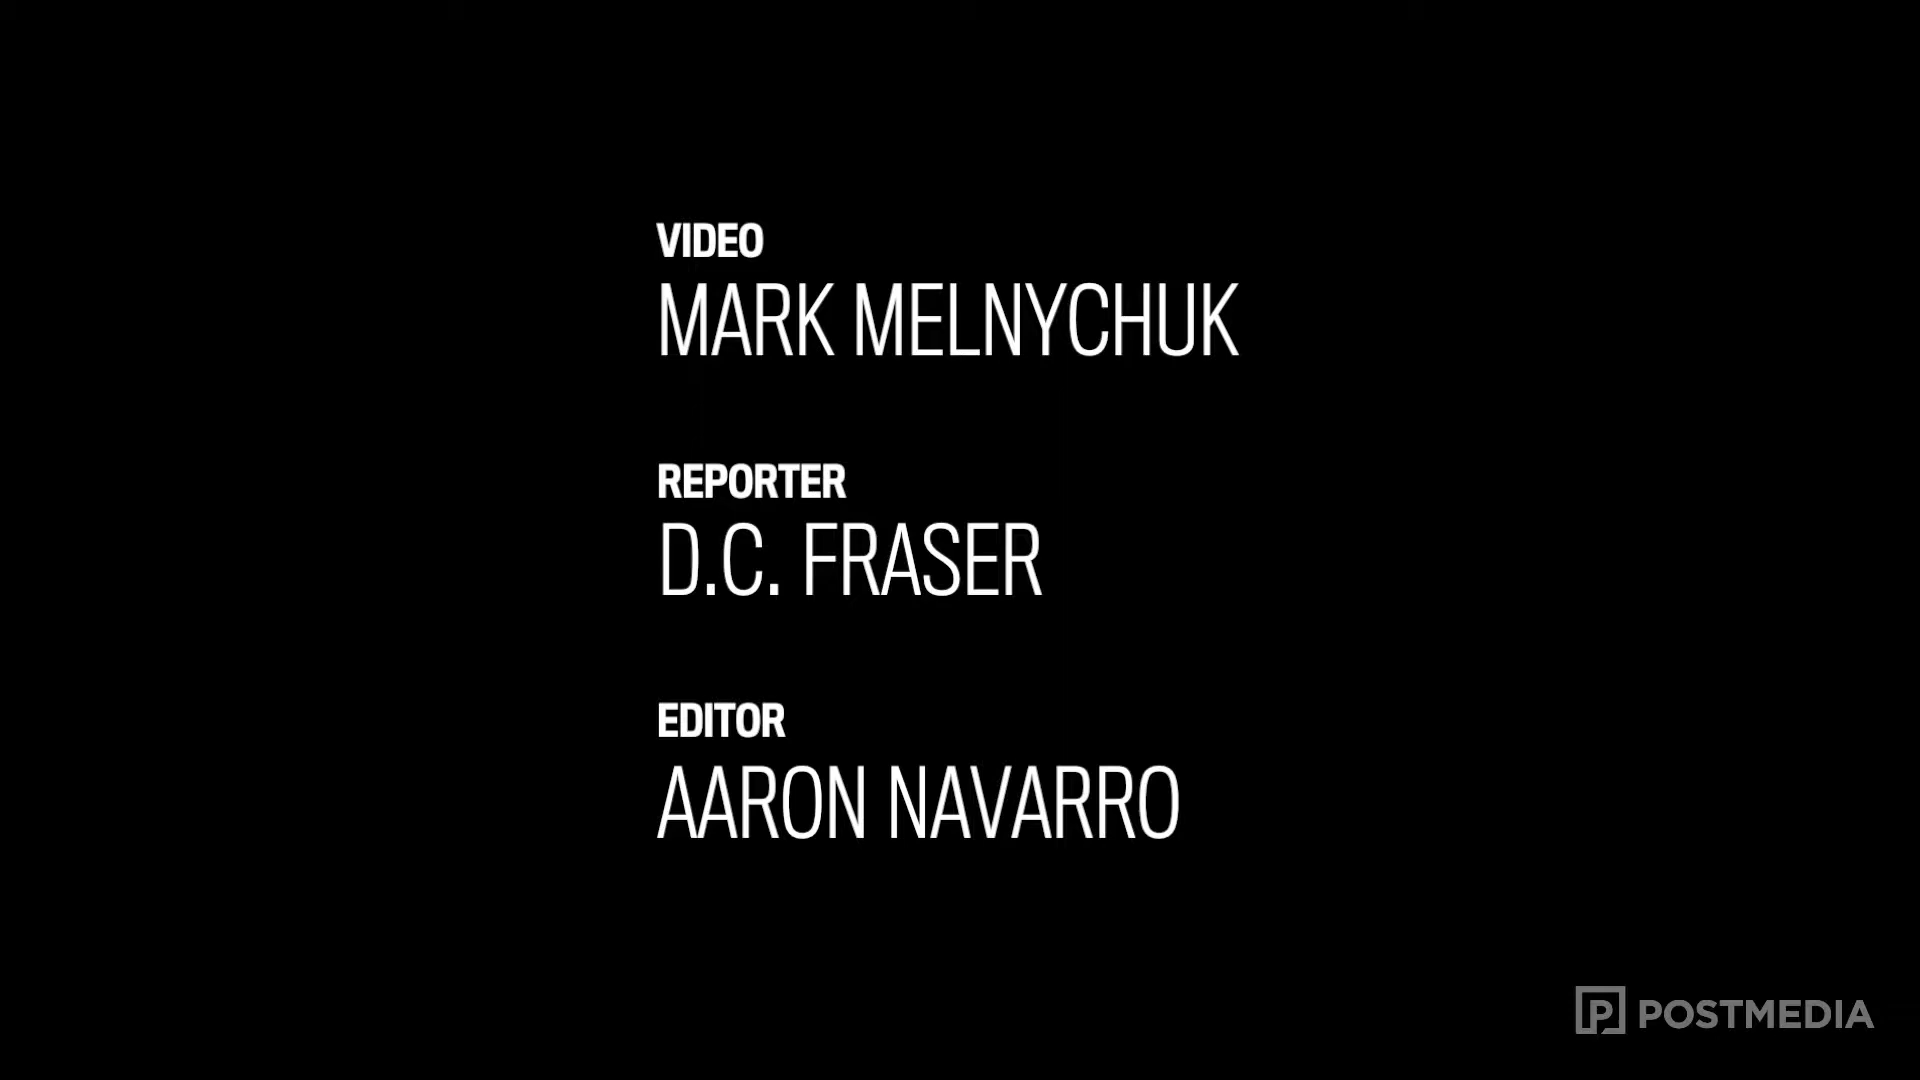 VIDEO
MARK MELNYCHUK
REPORTER
D.C. FRASER
EDITOR
AARON NAVARRO
P POSTMEDIA